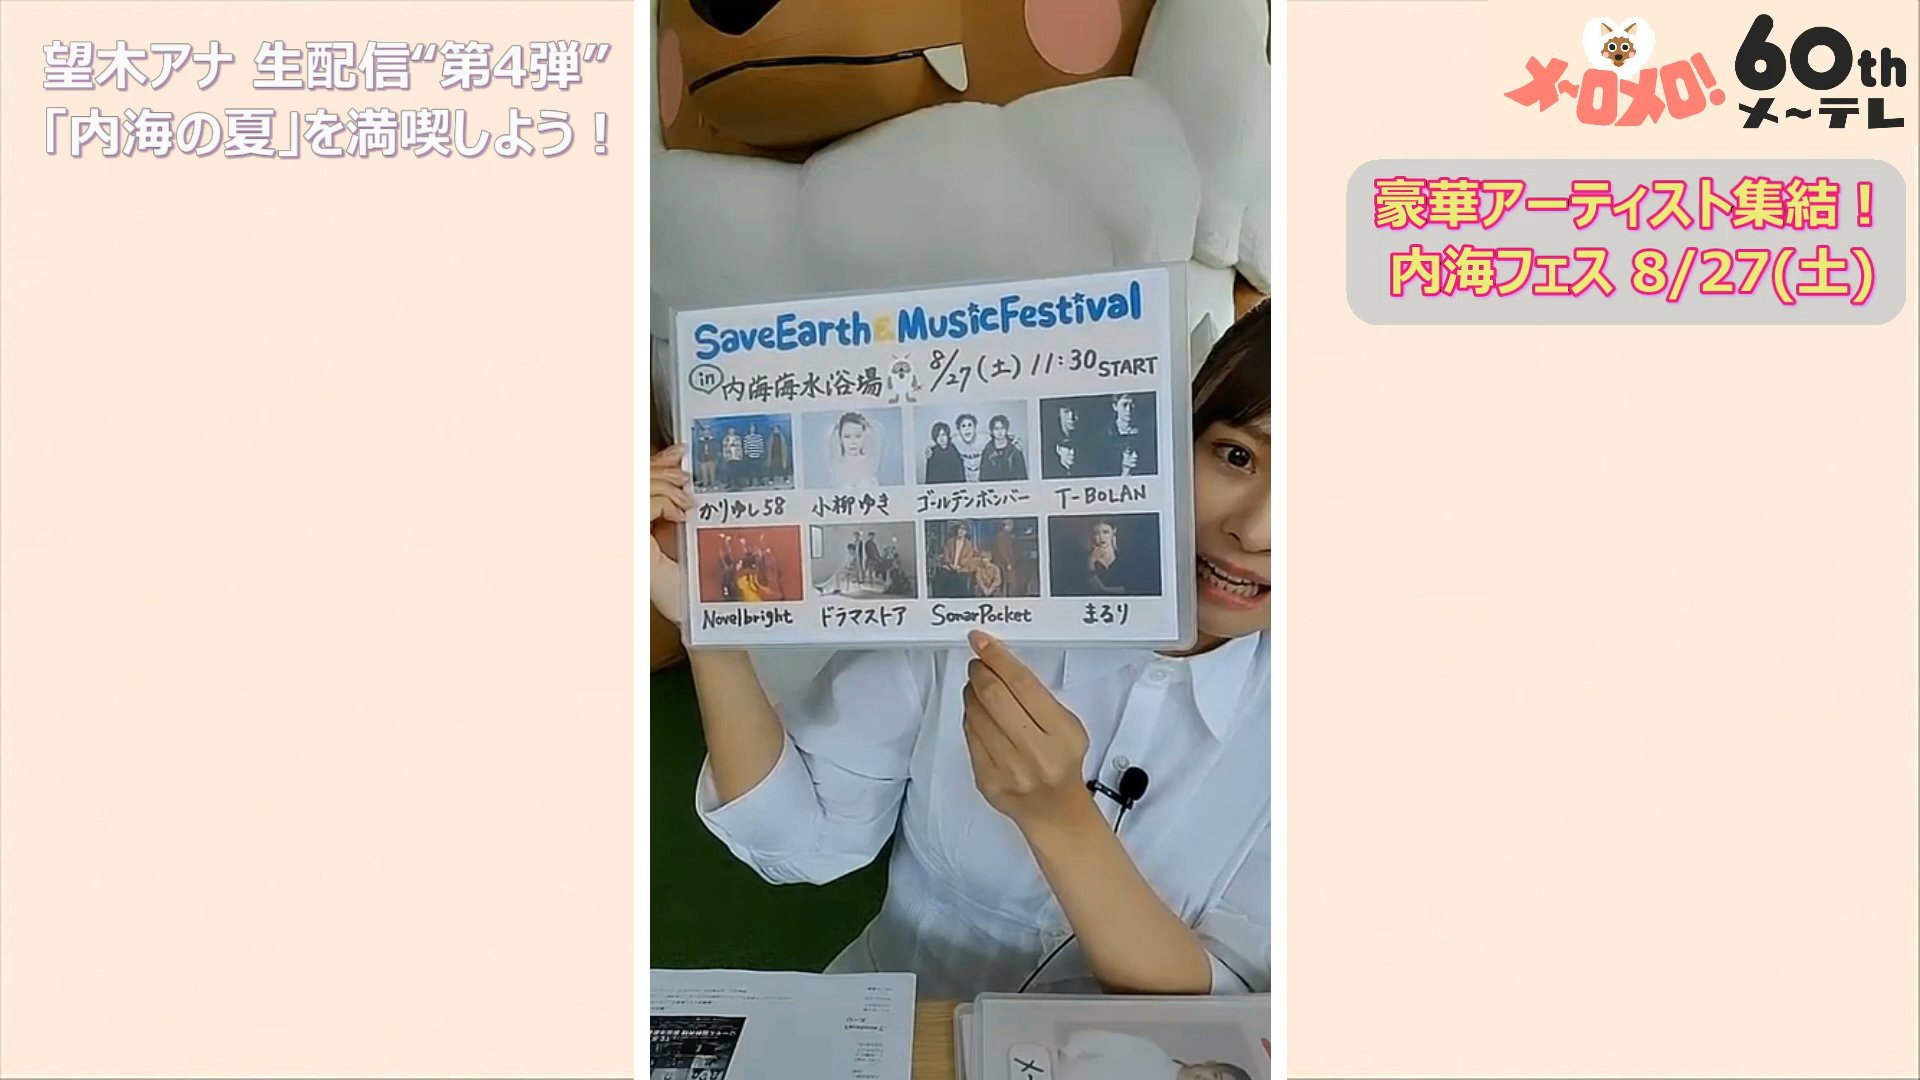 望木アナ 生配信“第4弾”
「内海の夏」を満喫しよう！
メ～ロメロ!
60th
メ～テレ
豪華アーティスト集結！
内海フェス 8/27(土)
SaveEarth&MusicFestival
in 内海海水浴場 8/27(土) 11:30 START
かりゆし58 小柳ゆき ゴールデンボンバー T-BOLAN
Novelbright ドラマストア SonarPocket まるり
メ～